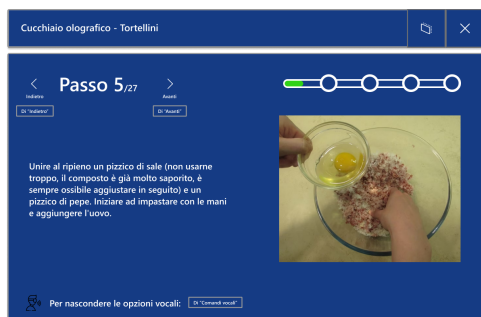 Cucchiaio olografico - Tortellini
Passo 5/27
Indietro
Avanti
Di "Indietro"
Di "Avanti"
Unire al ripieno un pizzico di sale (non usarne
troppo, il composto è già molto saporito, è
sempre ossibile aggiustare in seguito) e un
pizzico di pepe. Iniziare ad impastare con le mani
e aggiungere l'uovo.
Per nascondere le opzioni vocali:
Di "Comandi vocali"